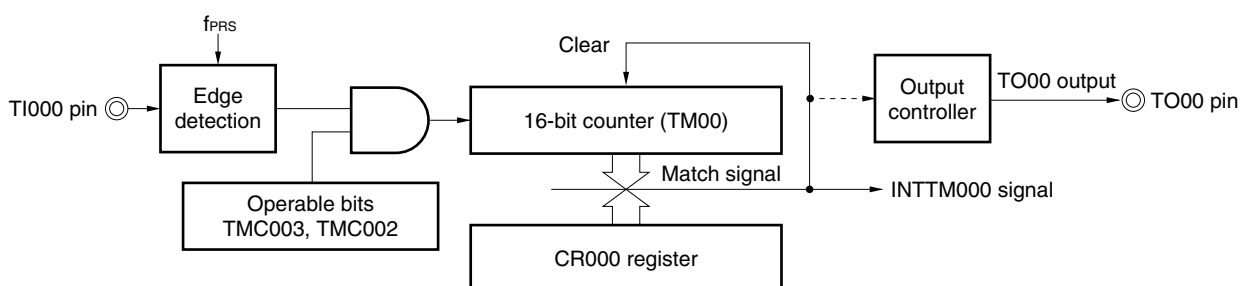 fPRS
Clear
TI000 pin
Edge
detection
16-bit counter (TM00)
Output
controller
TO00 output
TO00 pin
Match signal
INTTM000 signal
Operable bits
TMC003, TMC002
CR000 register